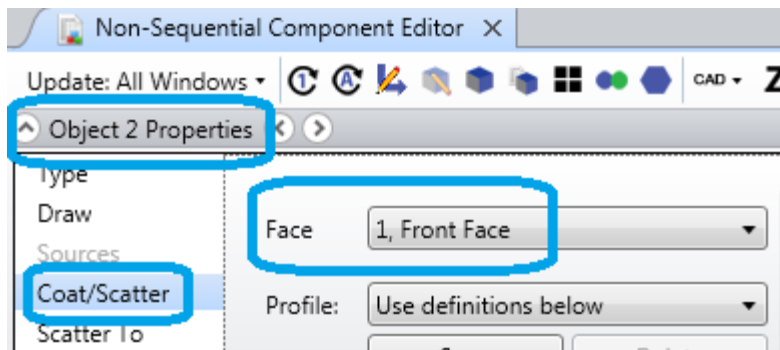 Non-Sequential Component Editor
Update: All Windows
CAD
Object 2 Properties
Type
Draw
Face 1, Front Face
Sources
Coat/Scatter
Profile: Use definitions below
Scatter To